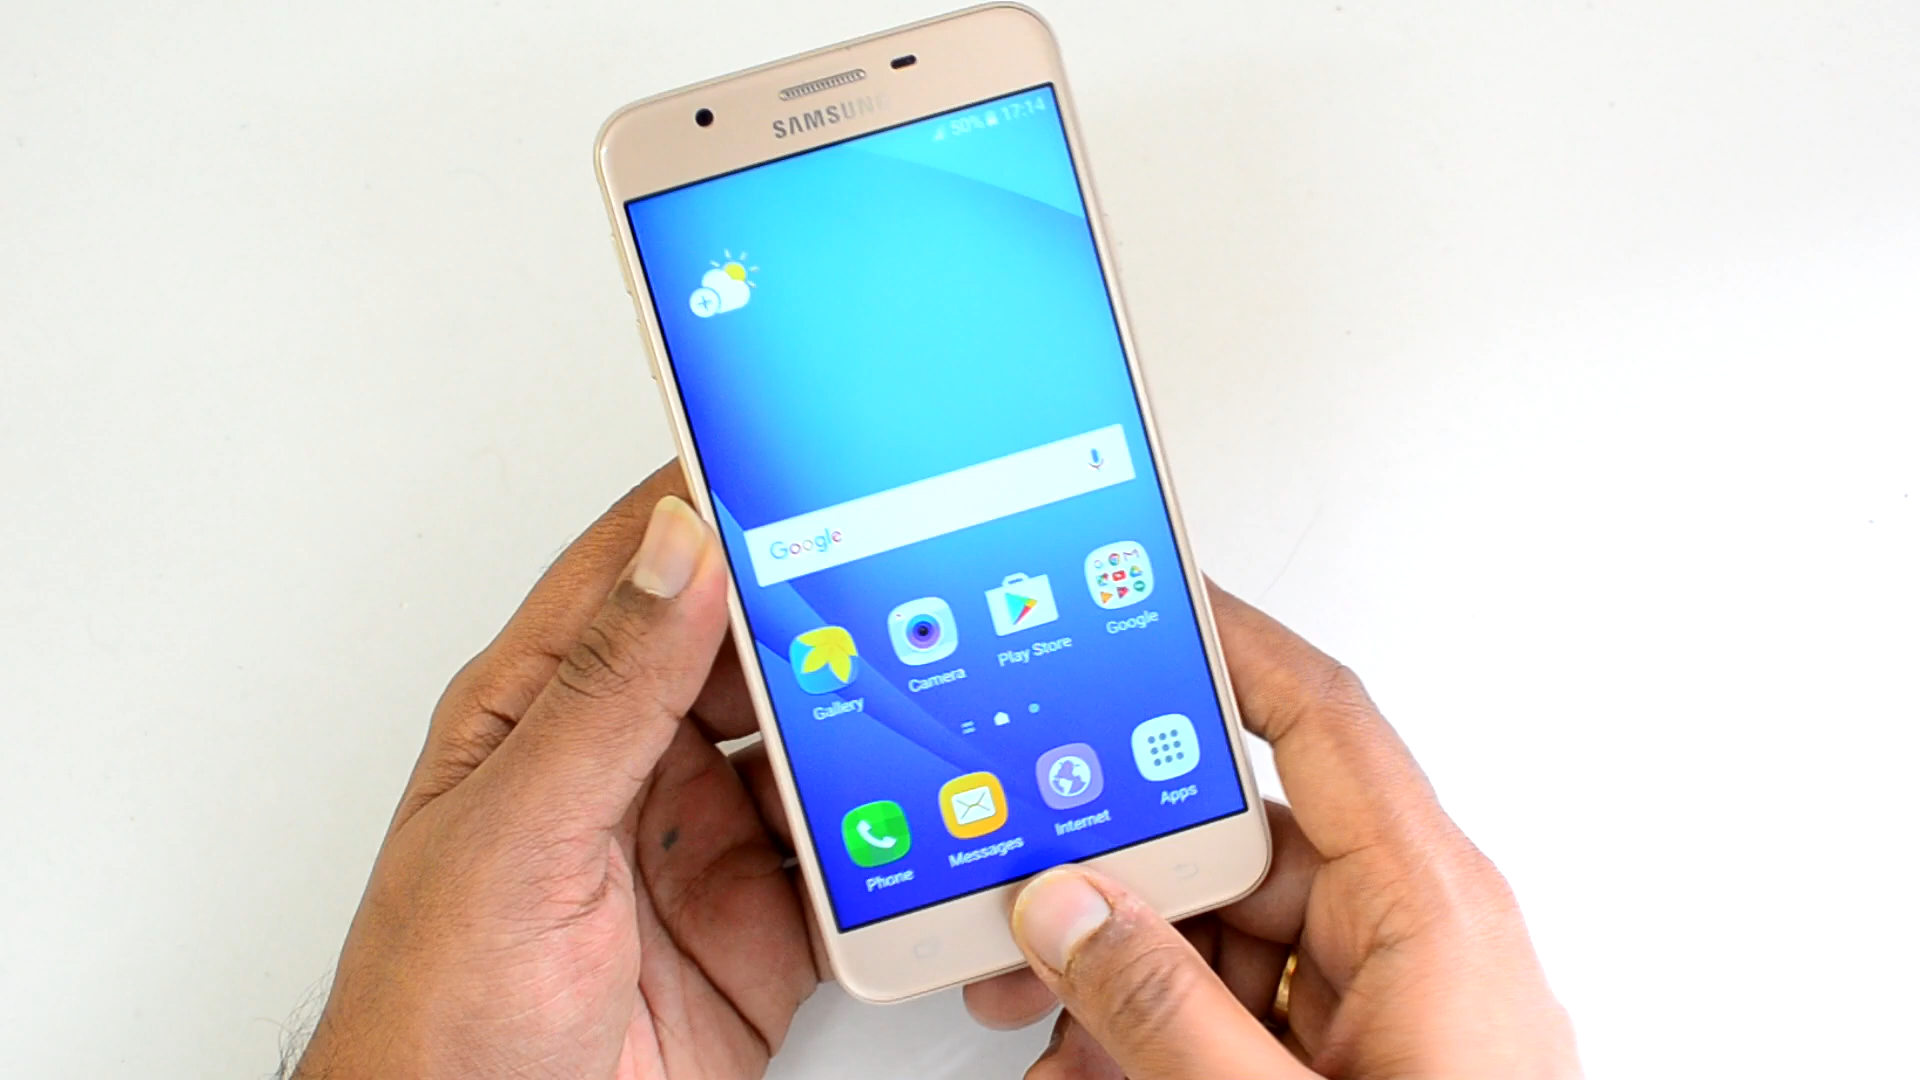 SAMSUNG
50% 17:14
Google
Gallery
Camera
Play Store
Google
Phone
Messages
Internet
Apps